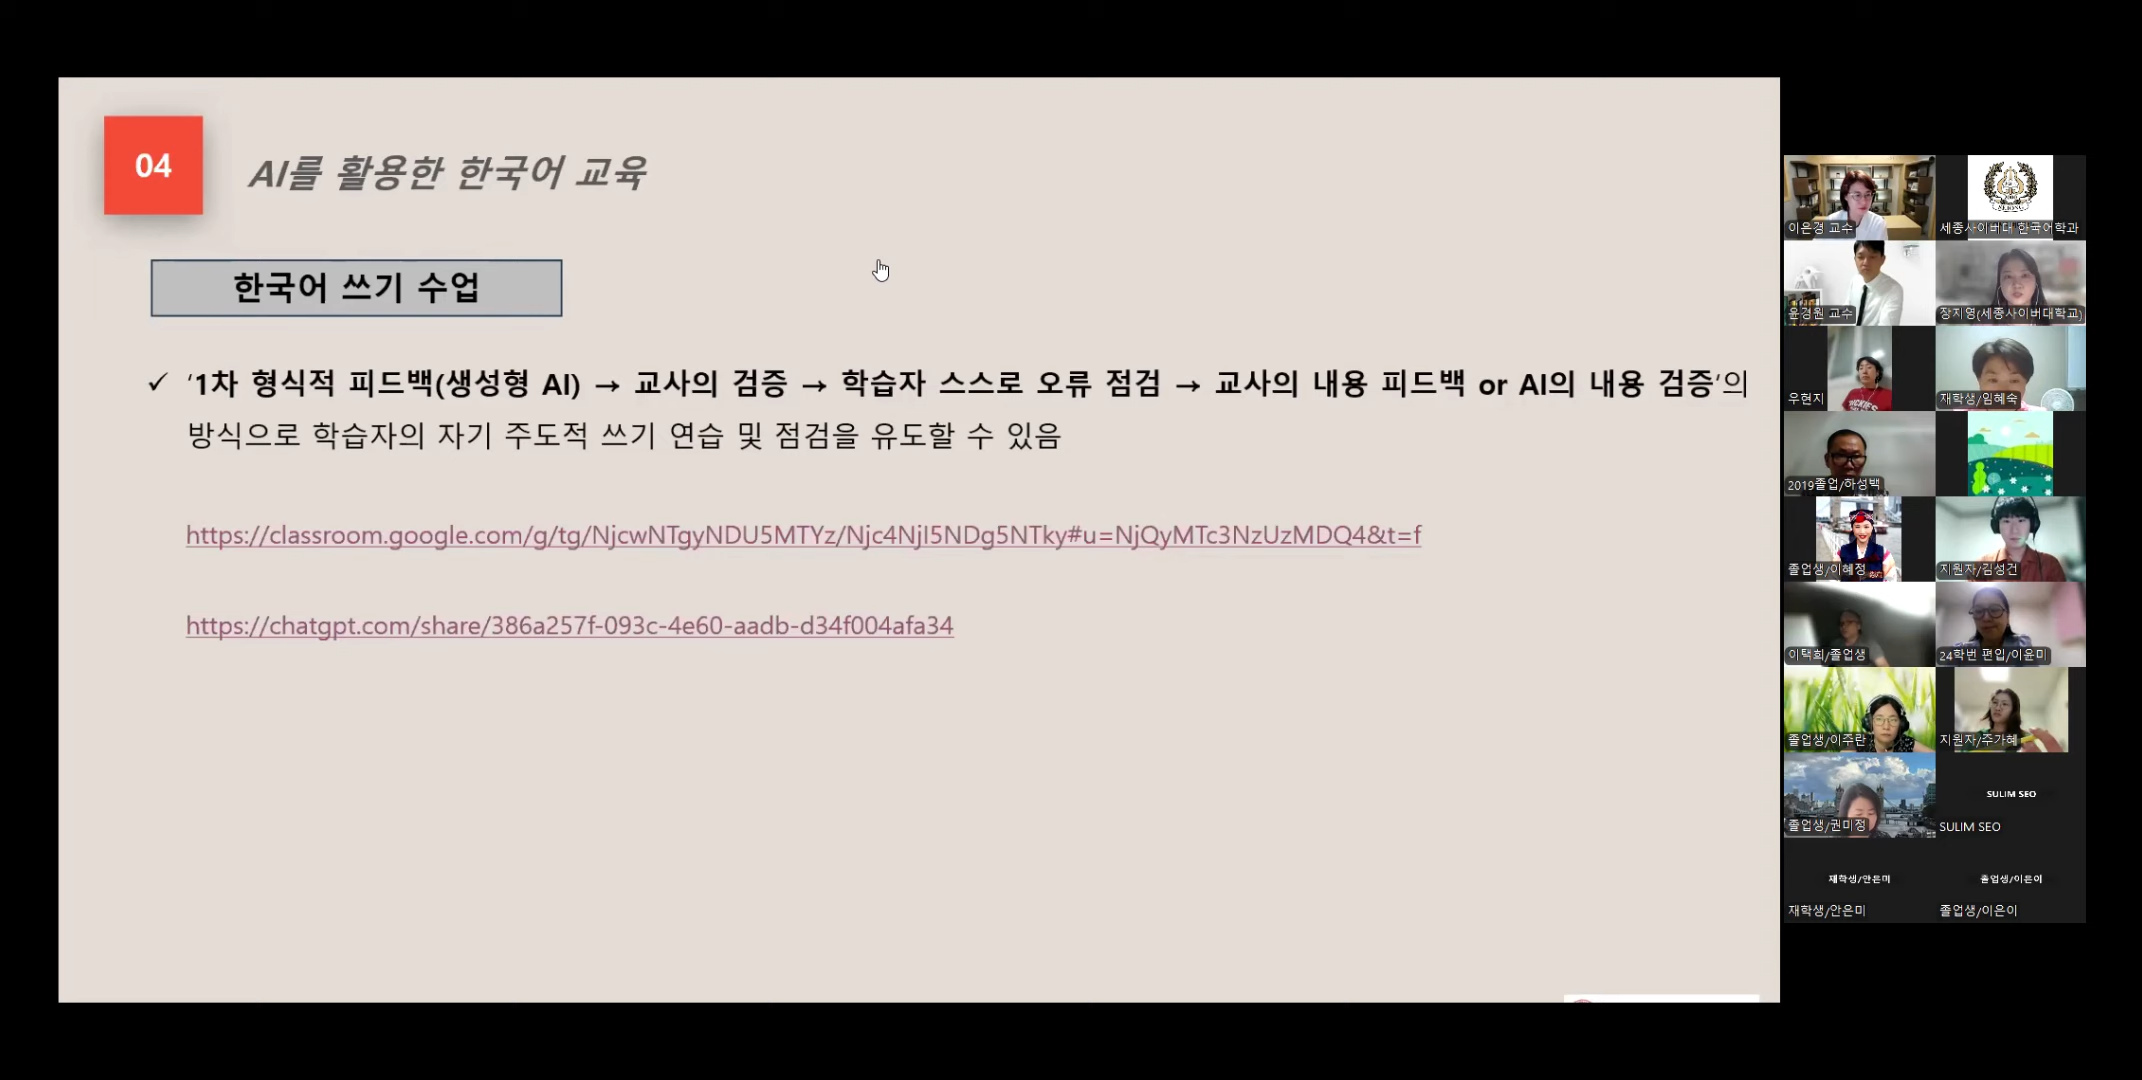 04
AI를 활용한 한국어 교육
한국어 쓰기 수업
✓ '1차 형식적 피드백(생성형 AI) → 교사의 검증 → 학습자 스스로 오류 점검 → 교사의 내용 피드백 or AI의 내용 검증'의
방식으로 학습자의 자기 주도적 쓰기 연습 및 점검을 유도할 수 있음
https://classroom.google.com/g/tg/NjcwNTgyNDU5MTYz/Njc4NjI5NDg5NTky#u=NjQyMTc3NzUzMDQ4&t=f
https://chatgpt.com/share/386a257f-093c-4e60-aadb-d34f004afa34
이은경 교수
세종사이버대 한국어학과
윤경원 교수
장지영(세종사이버대학교)
우현지
재학생/임혜숙
2019졸업/하성백
졸업생/이혜정
지원자/김성건
이택희/졸업생
24학번 편입/이윤미
졸업생/이주란
지원자/주가혜
졸업생/권미정
SULIM SEO
SULIM SEO
재학생/안은미
졸업생/이은이
재학생/안은미
졸업생/이은이